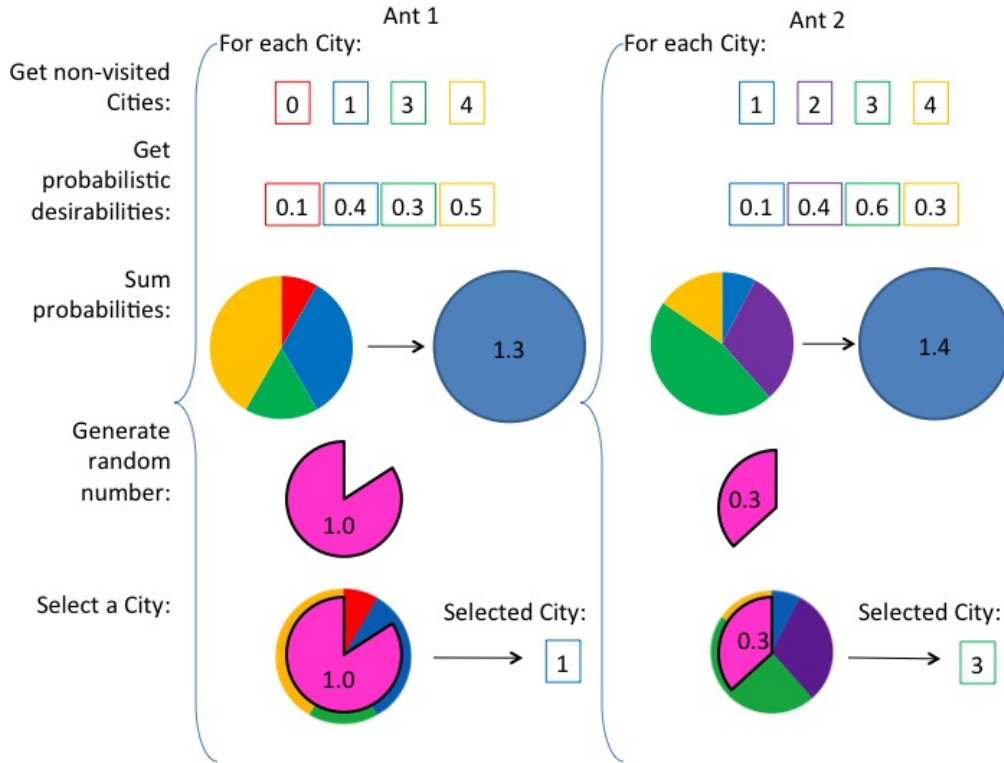 Ant 1
Ant 2
For each City:
For each City:
Get non-visited
Cities:
0 1 3 4
1 2 3 4
Get
probabilistic
desirabilities:
0.1 0.4 0.3 0.5
0.1 0.4 0.6 0.3
Sum
probabilities:
1.3
1.4
Generate
random
number:
1.0
0.3
Select a City:
1.0
Selected City:
1
0.3
Selected City:
3